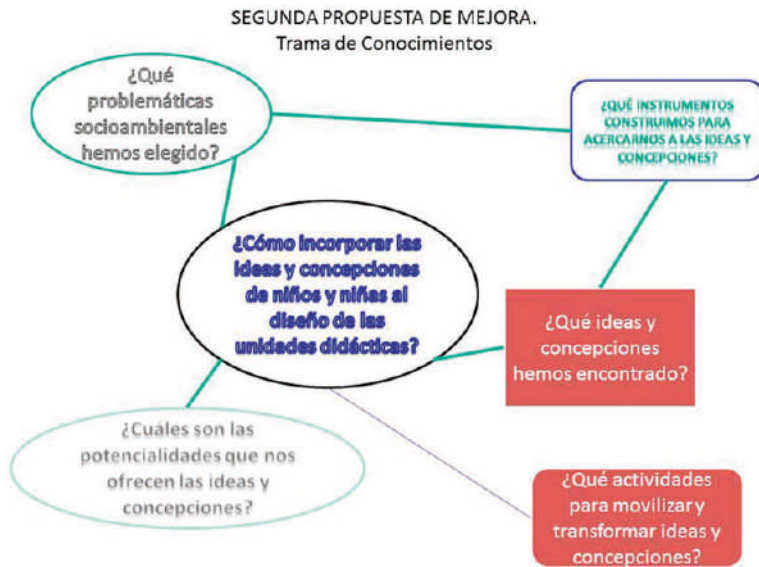 SEGUNDA PROPUESTA DE MEJORA.
Trama de Conocimientos
¿Qué
problemáticas
socioambientales
hemos elegido?
¿QUÉ INSTRUMENTOS
CONSTRUIMOS PARA
ACERCARNOS A LAS IDEAS Y
CONCEPCIONES?
¿Cómo incorporar las
ideas y concepciones
de niños y niñas al
diseño de las
unidades didácticas?
¿Qué ideas y
concepciones
hemos encontrado?
¿Cuáles son las
potencialidades que nos
ofrecen las ideas y
concepciones?
¿Qué actividades
para movilizar y
transformar ideas y
concepciones?